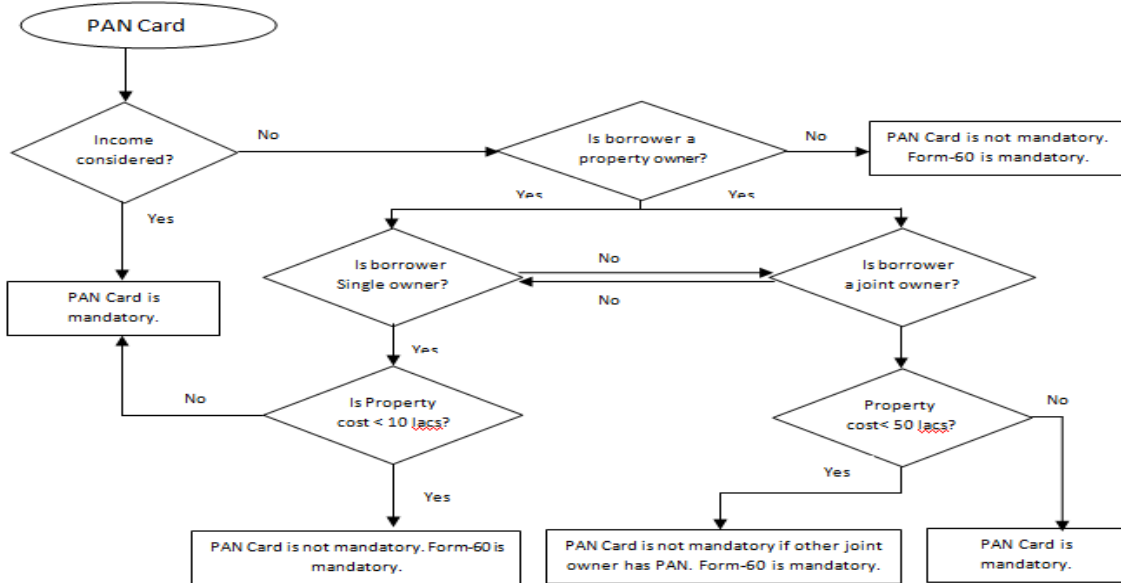 PAN Card
Income
considered?
No
Is borrower a
property owner?
No
PAN Card is not mandatory.
Form-60 is mandatory.
Yes
Yes
Yes
Is borrower
Single owner?
No
No
Is borrower
a joint owner?
PAN Card is
mandatory.
Yes
Is Property
cost < 10 lacs?
No
Property
cost< 50 lacs?
No
Yes
Yes
PAN Card is not mandatory. Form-60 is
mandatory.
PAN Card is not mandatory if other joint
owner has PAN. Form-60 is mandatory.
PAN Card is
mandatory.